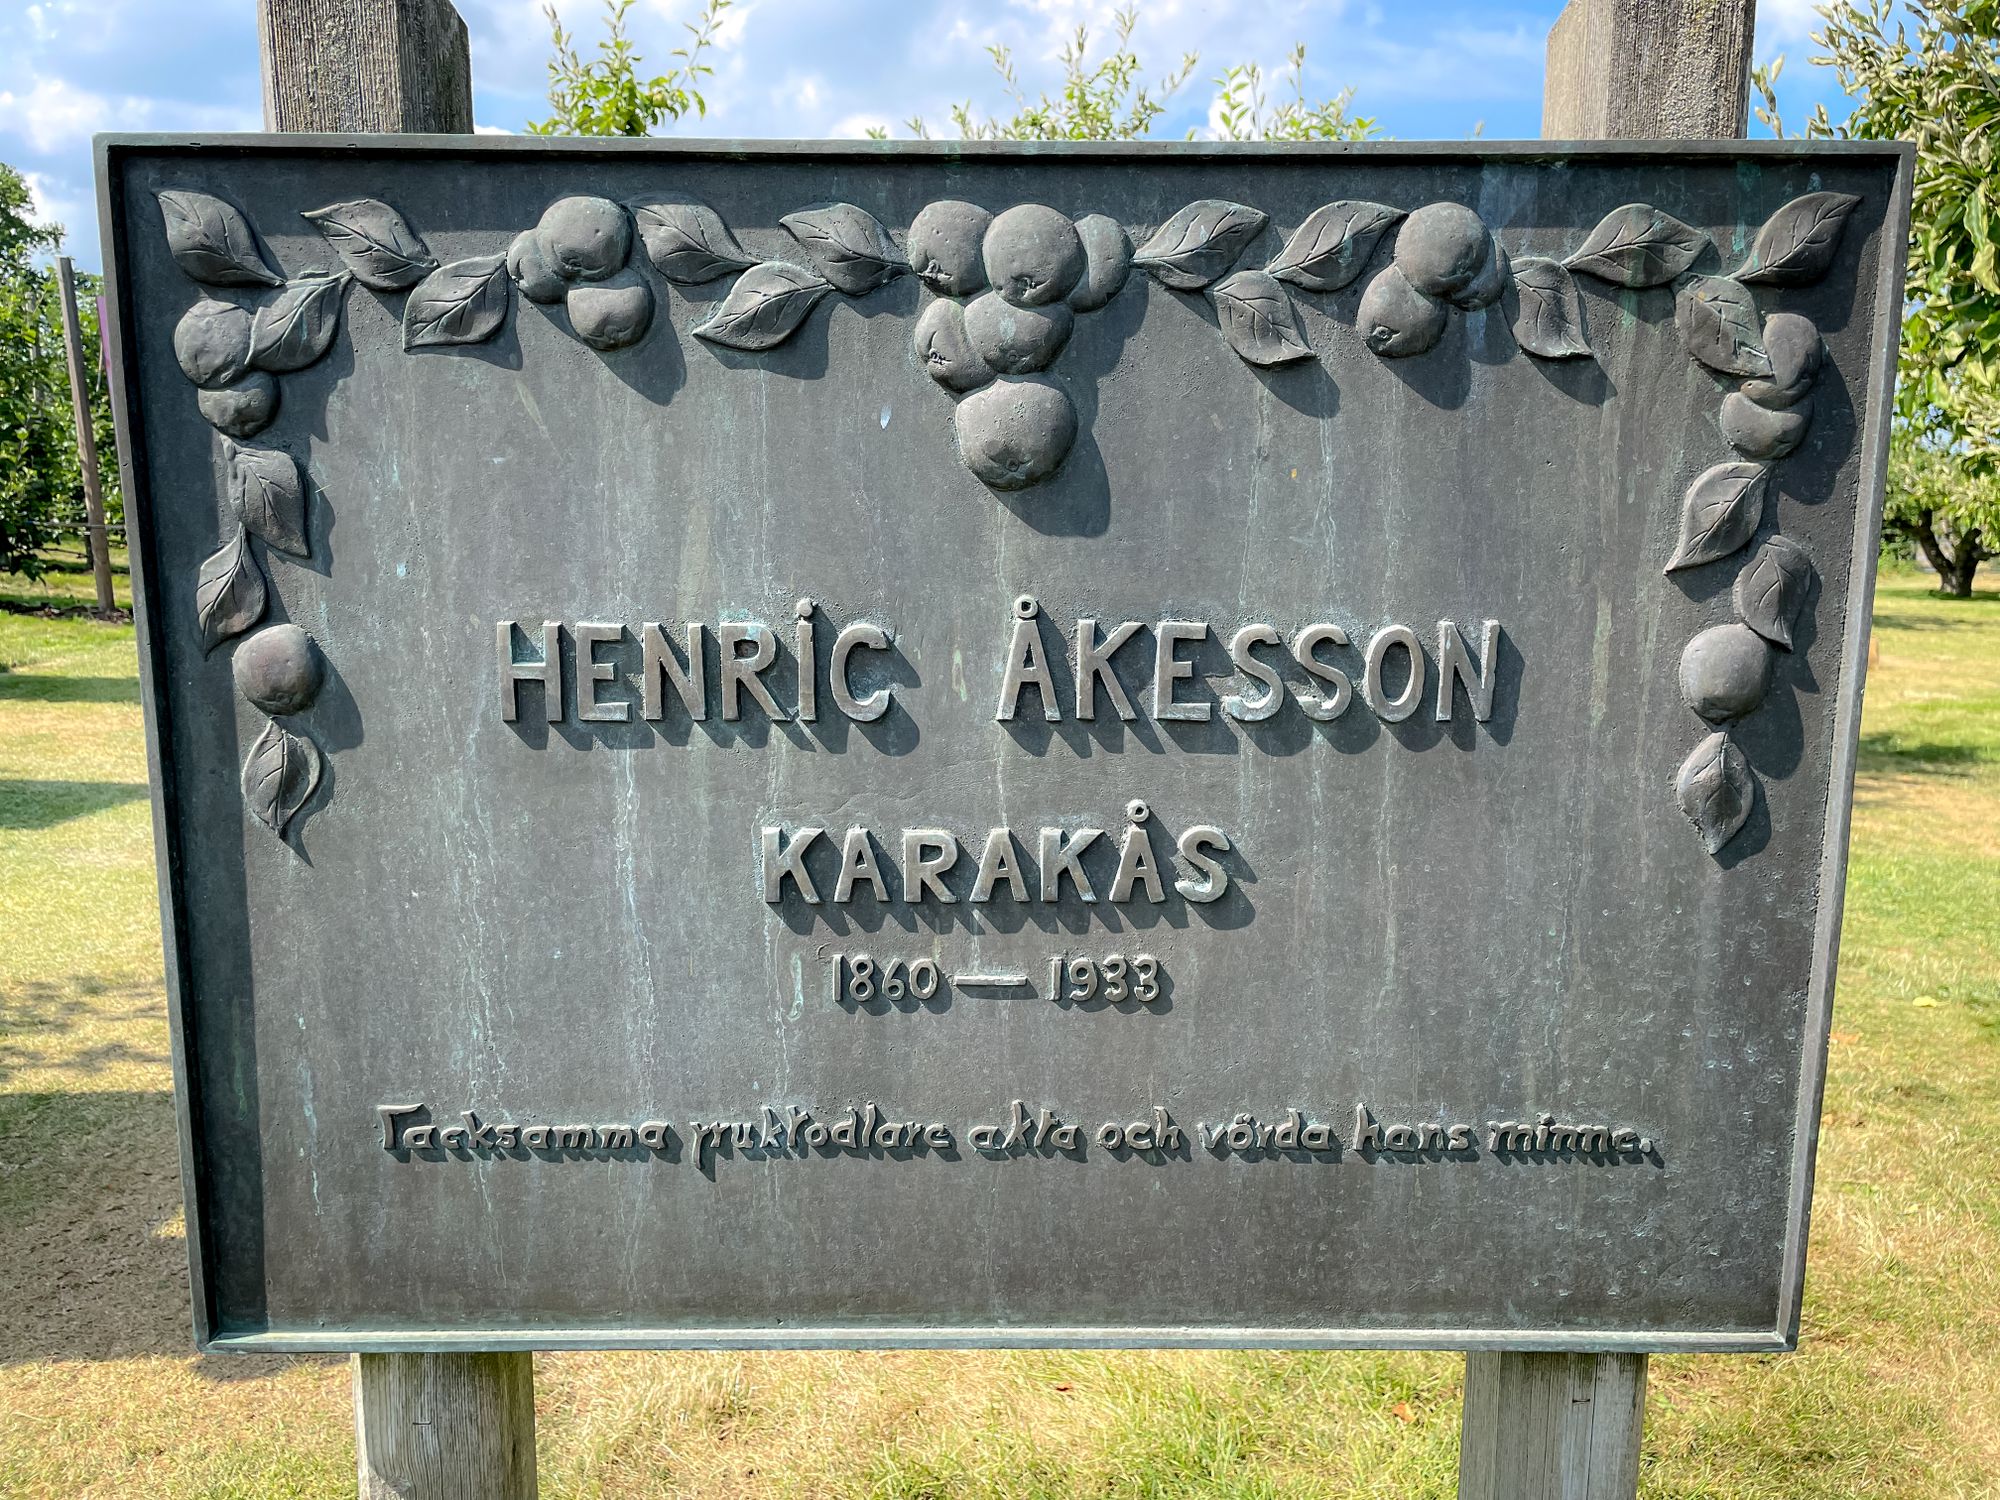 HENRIC ÅKESSON
KARAKÅS
1860 — 1933
Tacksamma fruktodlare akta och vörda hans minne.